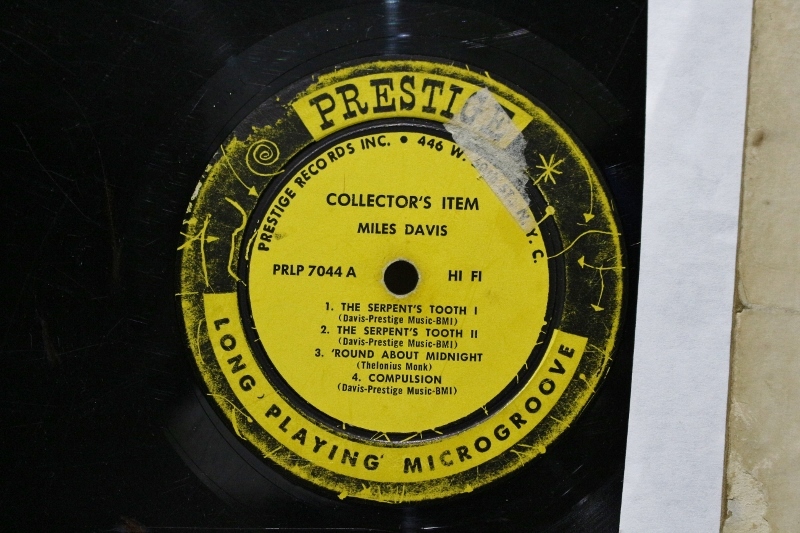 PRESTI
PRESTIGE RECORDS INC. • 446 W. N.Y.C.
COLLECTOR'S ITEM
MILES DAVIS
PRLP 7044 A HI FI
1. THE SERPENT'S TOOTH I
(Davis-Prestige Music-BMI)
2. THE SERPENT'S TOOTH II
(Davis-Prestige Music-BMI)
3. 'ROUND ABOUT MIDNIGHT
(Thelonius Monk)
4. COMPULSION
(Davis-Prestige Music-BMI)
LONG PLAYING MICROGROOVE